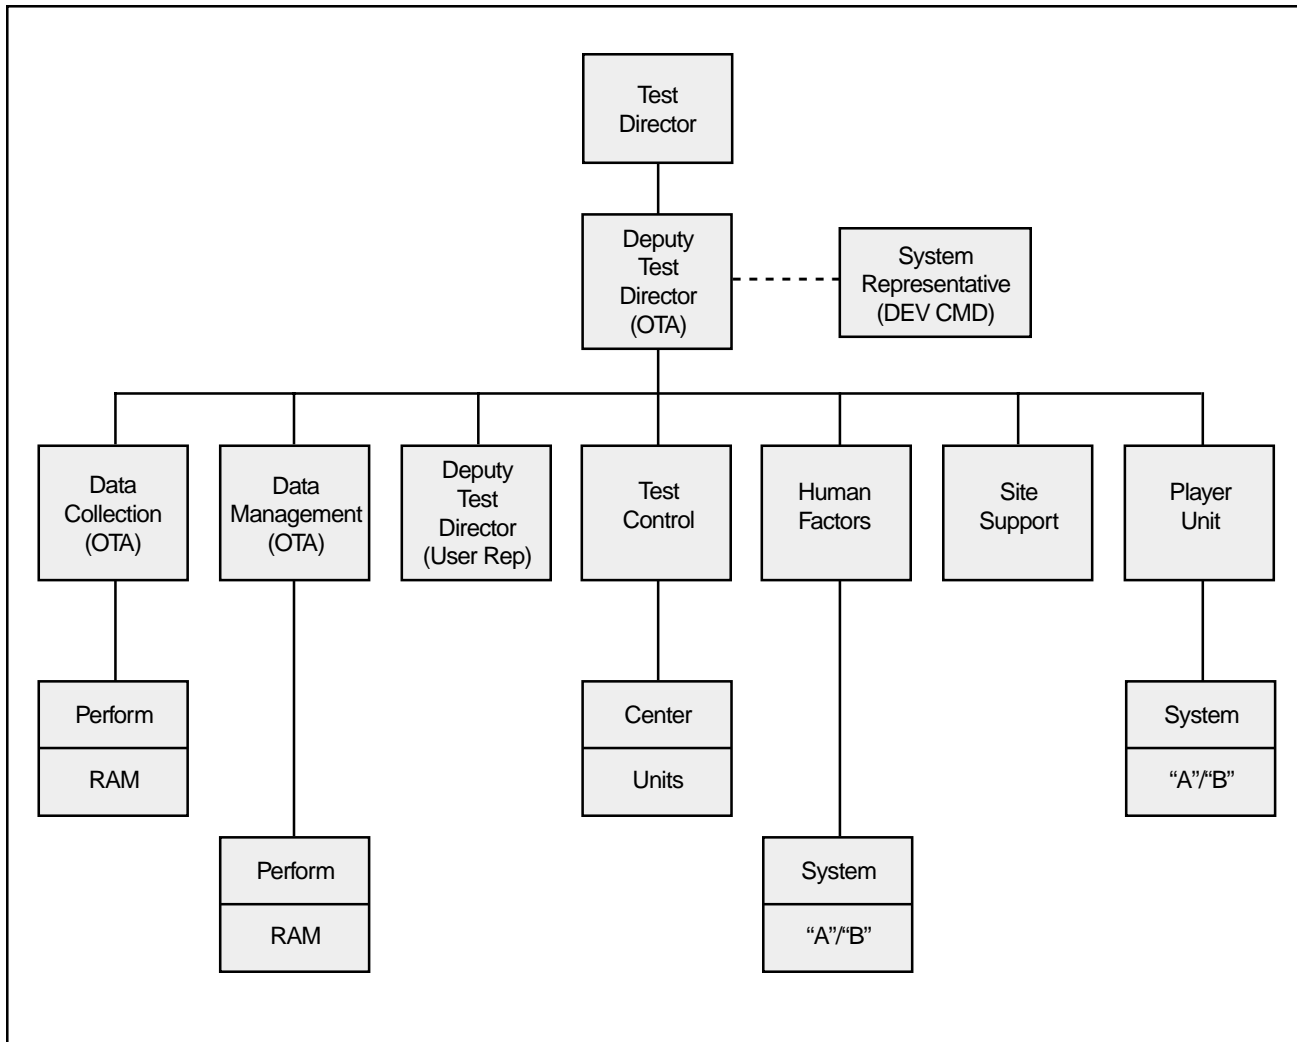 Test
Director
Deputy
Test
Director
(OTA)
System
Representative
(DEV CMD)
Data
Collection
(OTA)
Data
Management
(OTA)
Deputy
Test
Director
(User Rep)
Test
Control
Human
Factors
Site
Support
Player
Unit
Perform
RAM
Center
Units
System
“A”/“B”
Perform
RAM
System
“A”/“B”